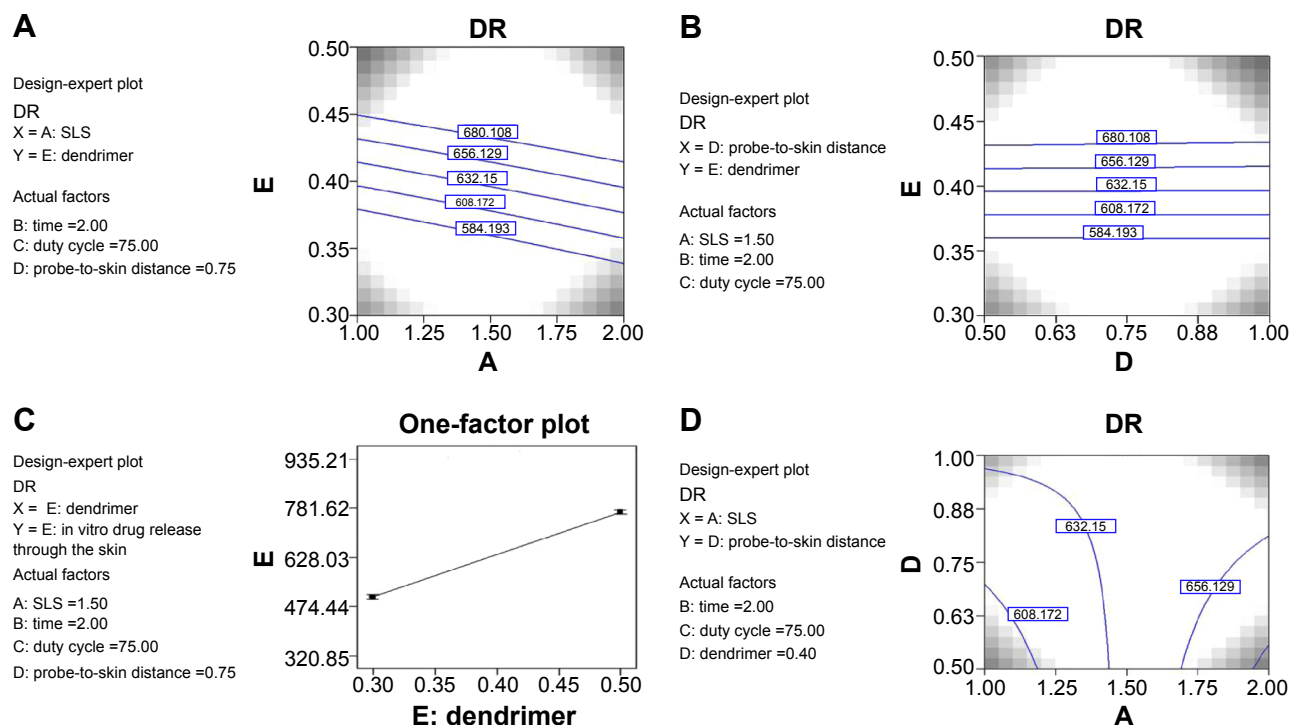 A
DR
Design-expert plot
DR
X = A: SLS
Y = E: dendrimer
Actual factors
B: time =2.00
C: duty cycle =75.00
D: probe-to-skin distance =0.75
E
0.50
0.45
0.40
0.35
0.30
680.108
656.129
632.15
608.172
584.193
1.00 1.25 1.50 1.75 2.00
A
B
DR
Design-expert plot
DR
X = D: probe-to-skin distance
Y = E: dendrimer
Actual factors
A: SLS =1.50
B: time =2.00
C: duty cycle =75.00
E
0.50
0.45
0.40
0.35
0.30
680.108
656.129
632.15
608.172
584.193
0.50 0.63 0.75 0.88 1.00
D
C
One-factor plot
Design-expert plot
DR
X = E: dendrimer
Y = E: in vitro drug release
through the skin
Actual factors
A: SLS =1.50
B: time =2.00
C: duty cycle =75.00
D: probe-to-skin distance =0.75
E
935.21
781.62
628.03
474.44
320.85
0.30 0.35 0.40 0.45 0.50
E: dendrimer
D
DR
Design-expert plot
DR
X = A: SLS
Y = D: probe-to-skin distance
Actual factors
B: time =2.00
C: duty cycle =75.00
D: dendrimer =0.40
D
1.00
0.88
0.75
0.63
0.50
632.15
656.129
608.172
1.00 1.25 1.50 1.75 2.00
A